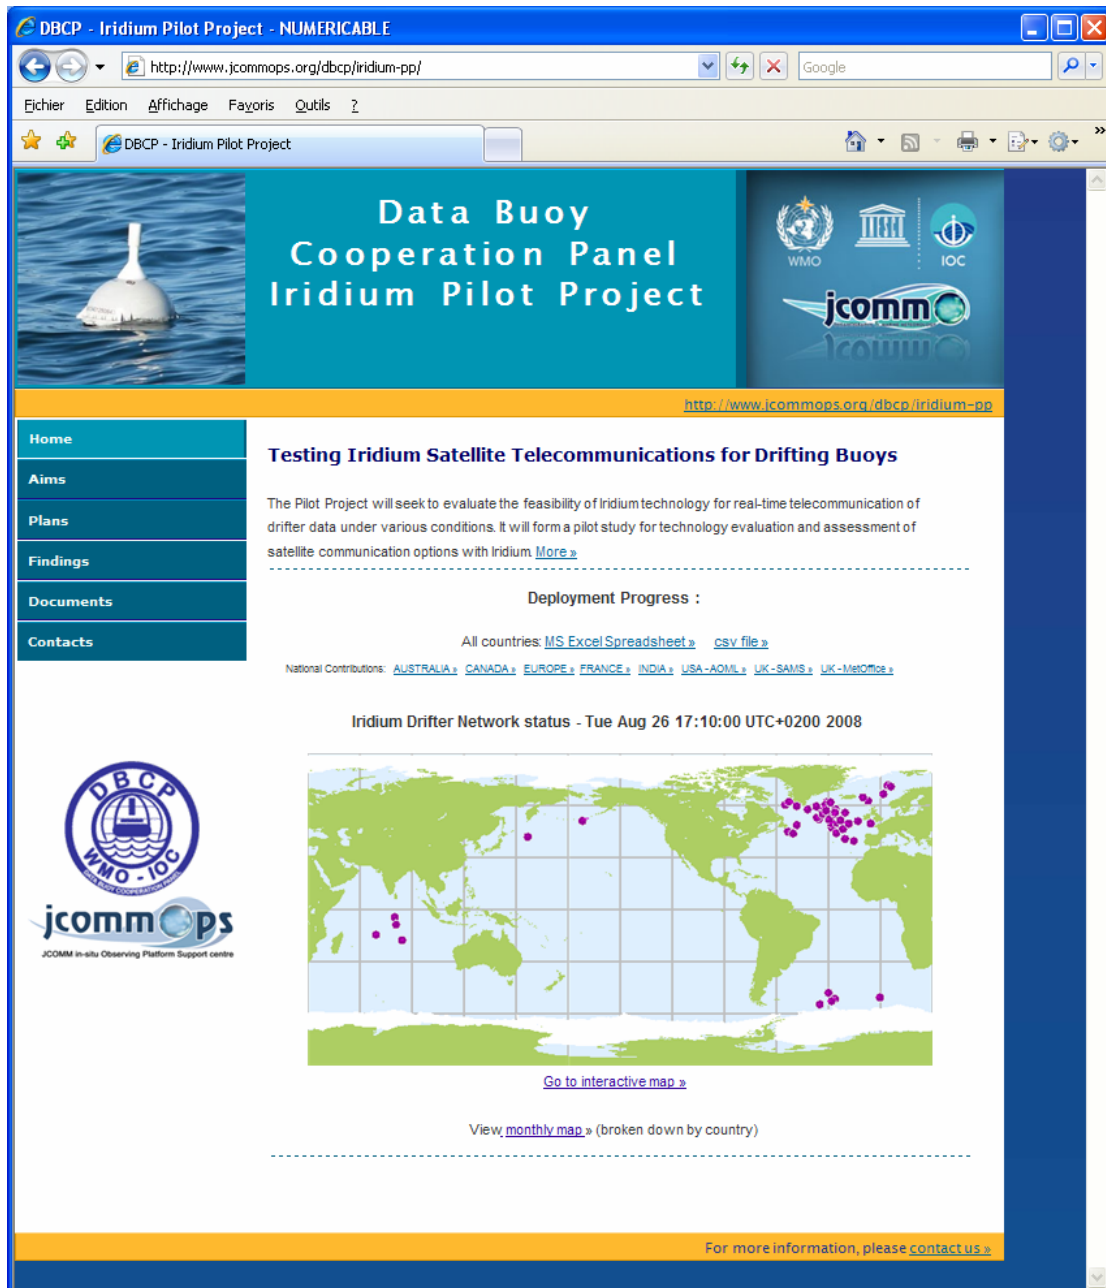 DBCP - Iridium Pilot Project - NUMERICABLE
http://www.jcommops.org/dbcp/iridium-pp/
Google
Fichier Edition Affichage Favoris Outils ?
DBCP - Iridium Pilot Project
Data Buoy
Cooperation Panel
Iridium Pilot Project
WMO
IOC
jcomm
http://www.jcommops.org/dbcp/iridium-pp
Home
Aims
Plans
Findings
Documents
Contacts
Testing Iridium Satellite Telecommunications for Drifting Buoys
The Pilot Project will seek to evaluate the feasibility of Iridium technology for real-time telecommunication of
drifter data under various conditions. It will form a pilot study for technology evaluation and assessment of
satellite communication options with Iridium. More »
Deployment Progress :
All countries: MS Excel Spreadsheet » csv file »
National Contributions: AUSTRALIA » CANADA » EUROPE » FRANCE » INDIA » USA - AOML » UK - SAMS » UK - MetOffice »
Iridium Drifter Network status - Tue Aug 26 17:10:00 UTC+0200 2008
DBCP
WMO - IOC
DATA BUOY COOPERATION PANEL
jcommops
JCOMM in-situ Observing Platform Support centre
Go to interactive map »
View monthly map » (broken down by country)
For more information, please contact us »